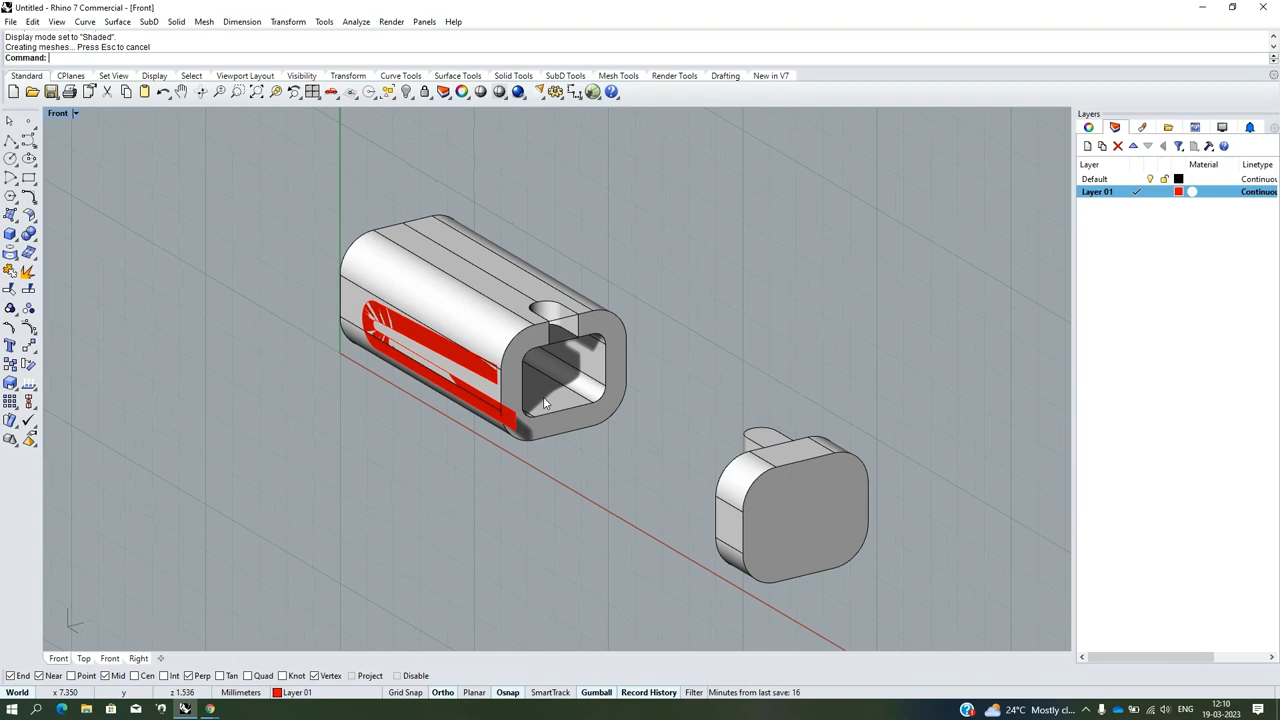 Untitled - Rhino 7 Commercial - [Front]
File Edit View Curve Surface SubD Solid Mesh Dimension Transform Tools Analyze Render Panels Help
Display mode set to "Shaded".
Creating meshes... Press Esc to cancel
Command:
Standard CPlanes Set View Display Select Viewport Layout Visibility Transform Curve Tools Surface Tools Solid Tools SubD Tools Mesh Tools Render Tools Drafting New in V7
Front
Layers
Layer Material Linetype
Default Continuou
Layer 01 Continuou
Front Top Front Right
End Near Point Mid Cen Int Perp Tan Quad Knot Vertex Project Disable
World x 7.350 y z 1.536 Millimeters Layer 01 Grid Snap Ortho Planar Osnap SmartTrack Gumball Record History Filter Minutes from last save: 16
24°C Mostly cl... ENG 12:10
19-03-2023